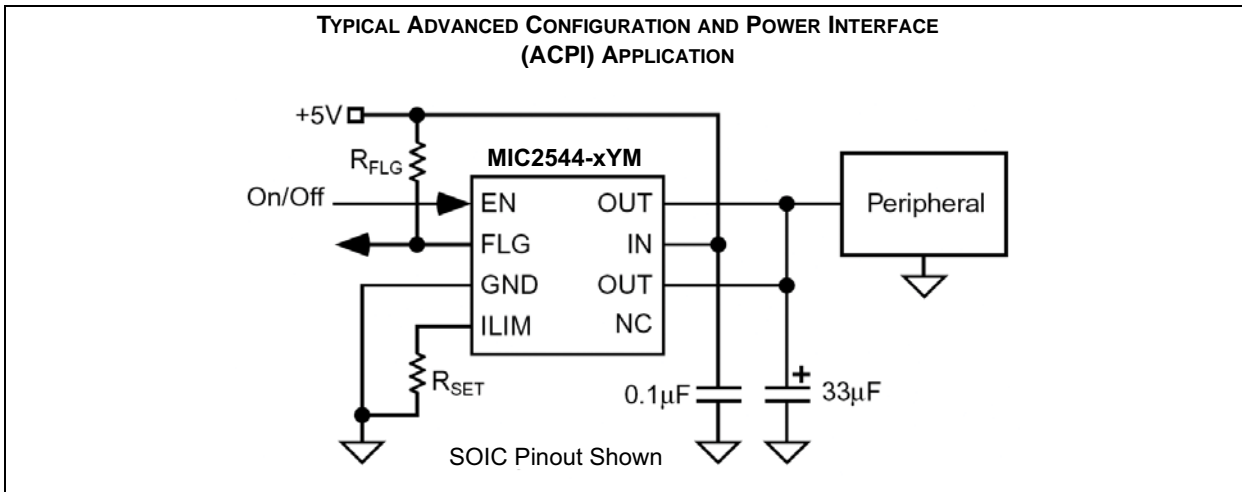 TYPICAL ADVANCED CONFIGURATION AND POWER INTERFACE
(ACPI) APPLICATION
+5V
RFLG
MIC2544-xYM
On/Off
EN
OUT
Peripheral
FLG
IN
GND
OUT
ILIM
NC
RSET
0.1μF
+
33μF
SOIC Pinout Shown